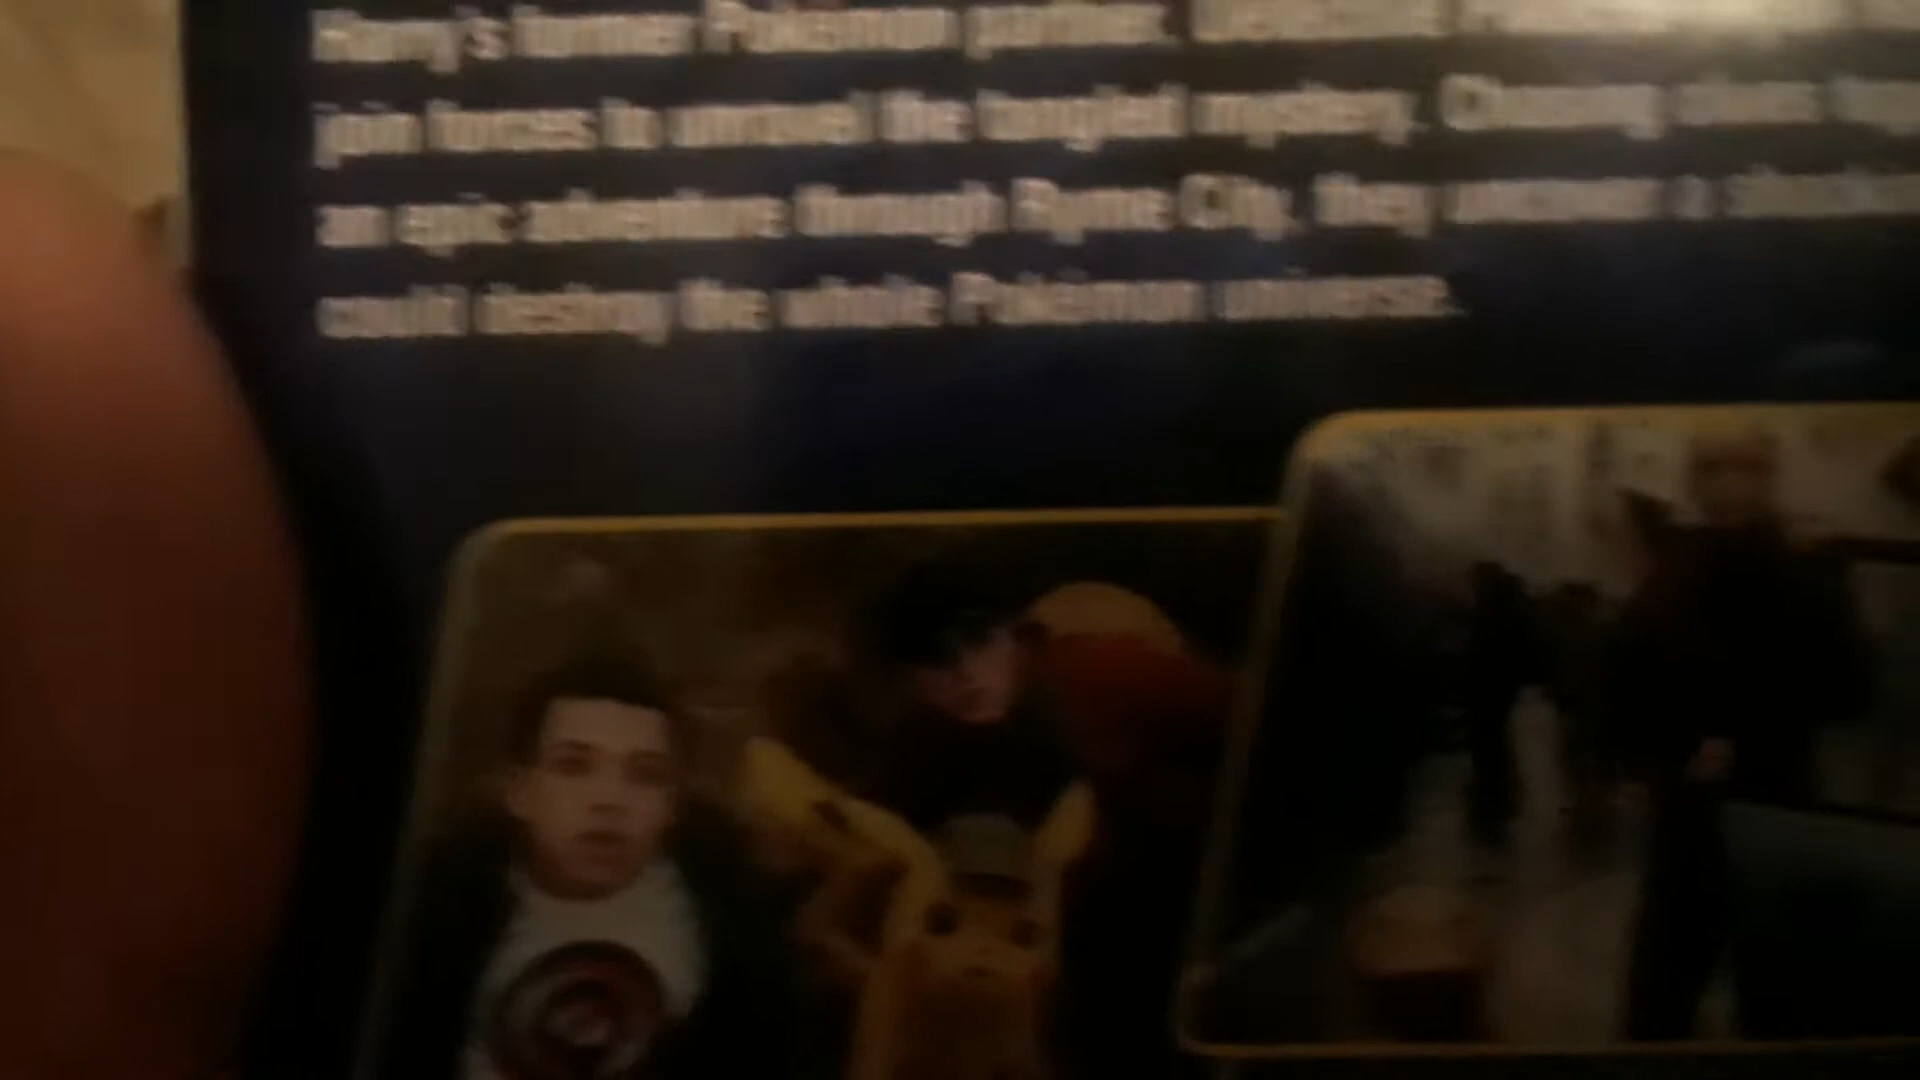 Harry's former Pokémon partner, Detective
join forces to unravel the tangled mystery. Chasing clues
an epic adventure through Ryme City, they uncover a
could destroy the whole Pokémon universe.